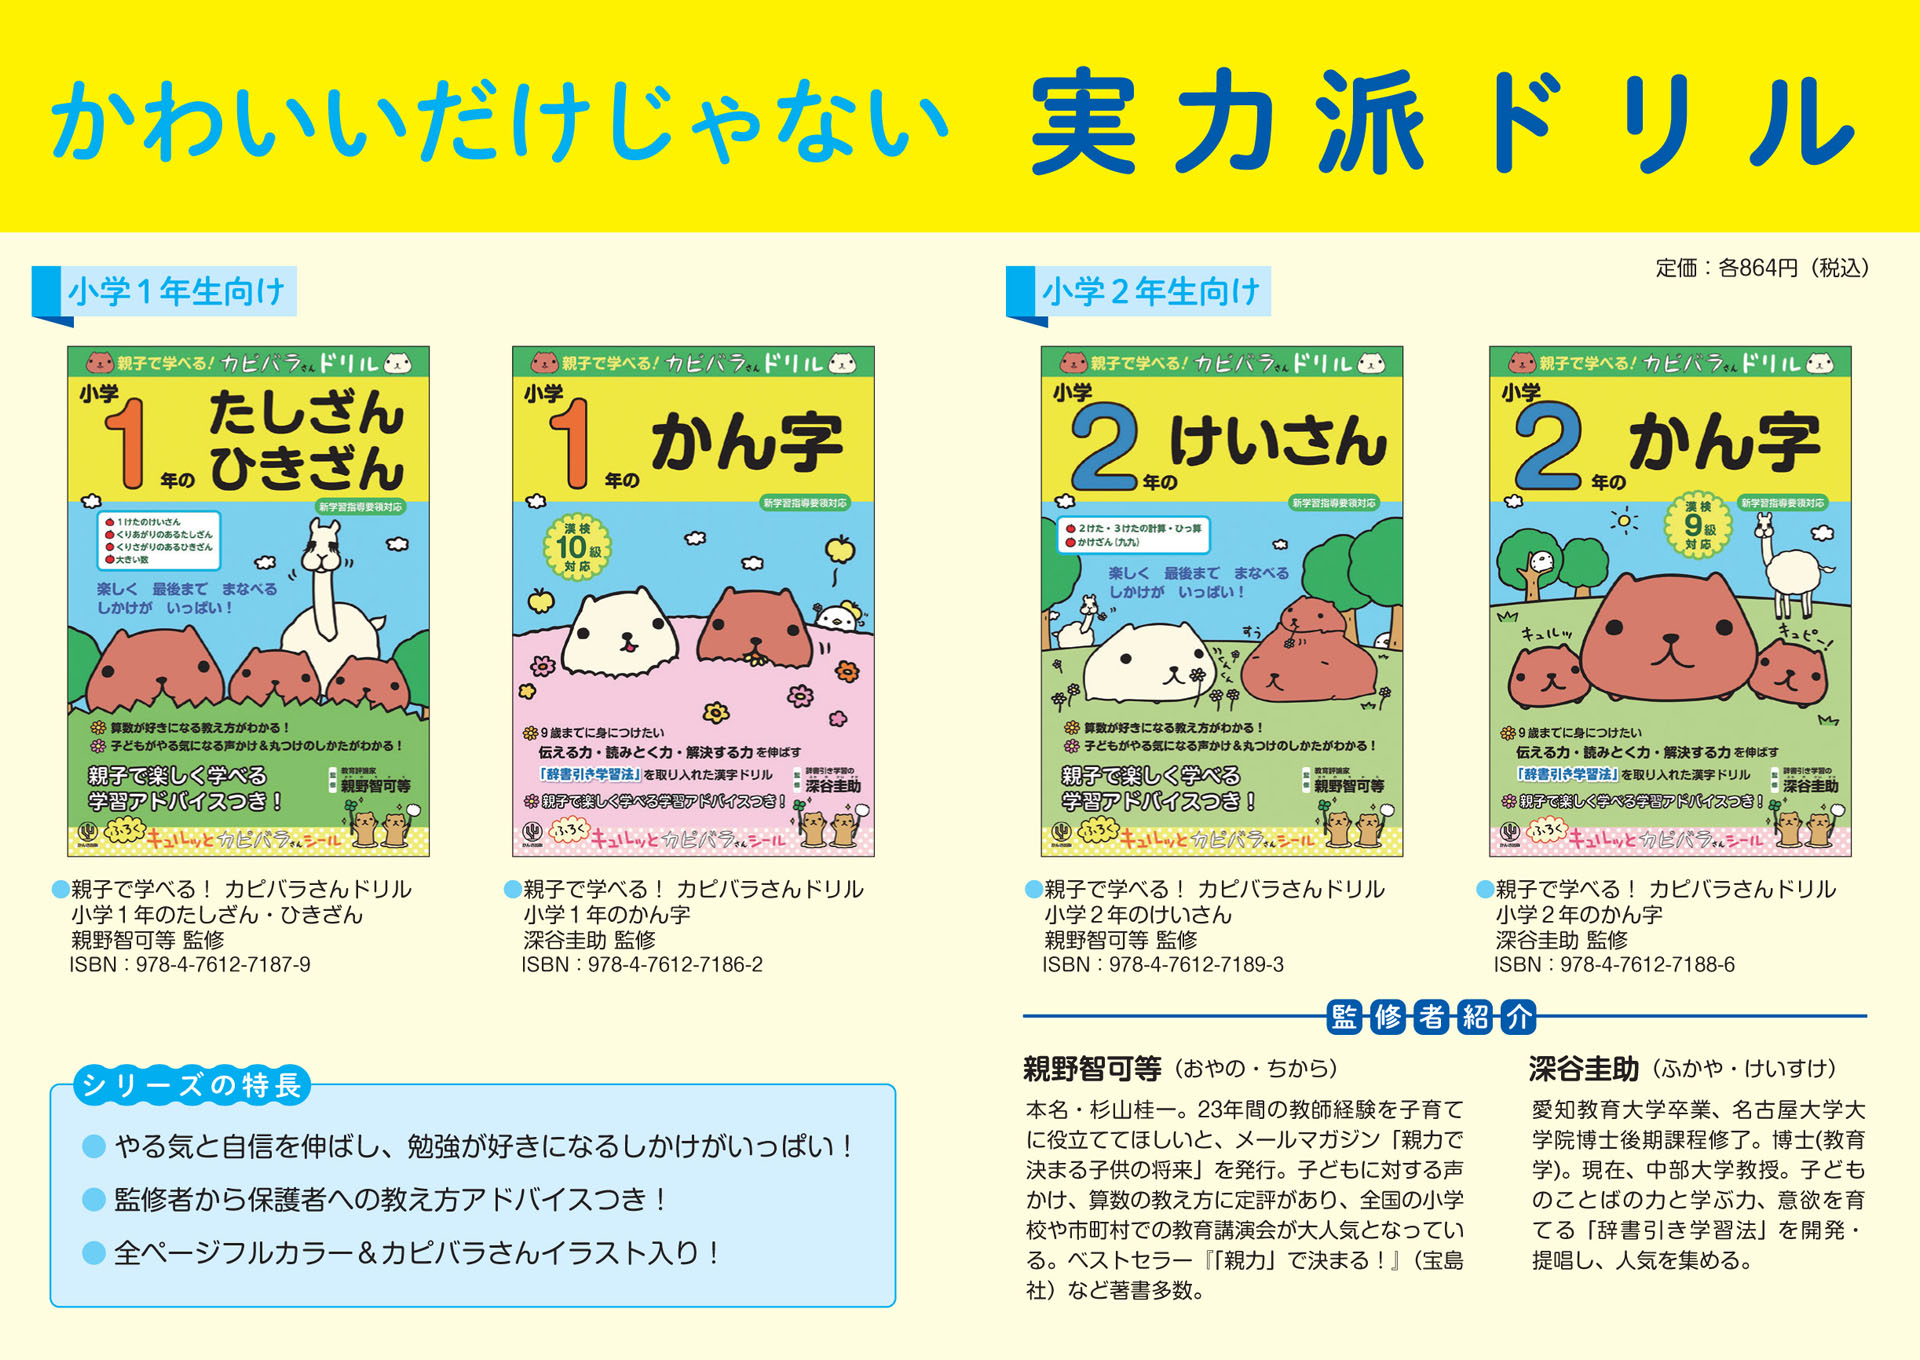 かわいいだけじゃない 実力派ドリル
定価：各864円（税込）
小学1年生向け
親子で学べる！カピバラさんドリル
小学1年の
たしざん
ひきざん
新学習指導要領対応
1けたのけいさん
くりあがりのあるたしざん
くりさがりのあるひきざん
大きい数
楽しく 最後まで まなべる
しかけが いっぱい！
算数が好きになる教え方がわかる！
子どもがやる気になる声かけ＆丸つけのしかたがわかる！
親子で楽しく学べる
学習アドバイスつき！
監修 教育評論家
親野智可等
ふろく キュルッとカピバラさんシール
●親子で学べる！ カピバラさんドリル
小学１年のたしざん・ひきざん
親野智可等 監修
ISBN：978-4-7612-7187-9
親子で学べる！カピバラさんドリル
小学1年の
かん字
新学習指導要領対応
漢検
10級
対応
9歳までに身につけたい
伝える力・読みとく力・解決する力を伸ばす
「辞書引き学習法」を取り入れた漢字ドリル
親子で楽しく学べる学習アドバイスつき！
監修 辞書引き学習の
深谷圭助
ふろく キュルッとカピバラさんシール
●親子で学べる！ カピバラさんドリル
小学１年のかん字
深谷圭助 監修
ISBN：978-4-7612-7186-2
小学2年生向け
親子で学べる！カピバラさんドリル
小学2年の
けいさん
新学習指導要領対応
2けた・3けたの計算・ひっ算
かけざん（九九）
楽しく 最後まで まなべる
しかけが いっぱい！
すぅ
くんくん
算数が好きになる教え方がわかる！
子どもがやる気になる声かけ＆丸つけのしかたがわかる！
親子で楽しく学べる
学習アドバイスつき！
監修 教育評論家
親野智可等
ふろく キュルッとカピバラさんシール
●親子で学べる！ カピバラさんドリル
小学２年のけいさん
親野智可等 監修
ISBN：978-4-7612-7189-3
親子で学べる！カピバラさんドリル
小学2年の
かん字
新学習指導要領対応
漢検
9級
対応
キュルッ
キュピーン！
9歳までに身につけたい
伝える力・読みとく力・解決する力を伸ばす
「辞書引き学習法」を取り入れた漢字ドリル
親子で楽しく学べる学習アドバイスつき！
監修 辞書引き学習の
深谷圭助
ふろく キュルッとカピバラさんシール
●親子で学べる！ カピバラさんドリル
小学２年のかん字
深谷圭助 監修
ISBN：978-4-7612-7188-6
シリーズの特長
● やる気と自信を伸ばし、勉強が好きになるしかけがいっぱい！
● 監修者から保護者への教え方アドバイスつき！
● 全ページフルカラー＆カピバラさんイラスト入り！
監修者紹介
親野智可等（おやの・ちから）
本名・杉山桂一。23年間の教師経験を子育て
に役立ててほしいと、メールマガジン「親力で
決まる子供の将来」を発行。子どもに対する声
かけ、算数の教え方に定評があり、全国の小学
校や市町村での教育講演会が大人気となってい
る。ベストセラー『「親力」で決まる！』（宝島
社）など著書多数。
深谷圭助（ふかや・けいすけ）
愛知教育大学卒業、名古屋大学大
学院博士後期課程修了。博士(教育
学)。現在、中部大学教授。子ども
のことばの力と学ぶ力、意欲を育
てる「辞書引き学習法」を開発・
提唱し、人気を集める。